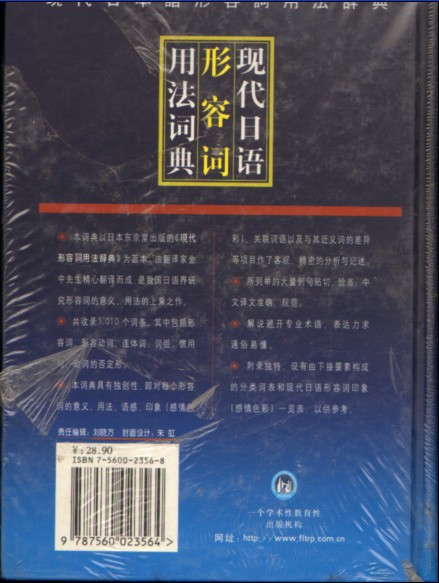 现代日本語形容詞用法辞典
现代日语
形容词
用法词典
● 本词典以日本东京堂出版的《现代
形容词用法辞典》为蓝本，由翻译家金
中先生精心翻译而成，是我国日语界研
究形容词的意义、用法的上乘之作。
● 共收录1,010个词条。其中包括形
容词、形容动词、连体词、词组、惯用
句、动词的否定形。
● 本词典具有独创性，即对每个形容
词的意义、用法、语感、印象（感情色
彩）、关联词语以及与其近义词的差异
等项目作了客观、精密的分析与记述。
● 所列举的大量例句贴切、恰当，中
文译文准确、规范。
● 解说避开专业术语，表达力求
通俗易懂。
● 附录独特，设有由下接要素构成
的分类词表和现代日语形容词印象
（感情色彩）一览表，以供参考。
责任编辑：刘晓方 封面设计：朱 虹
￥:28.90
ISBN 7-5600-2356-8
9 787560 023564 >
一个学术性教育性
出版机构
网址：http://www.fltrp.com.cn